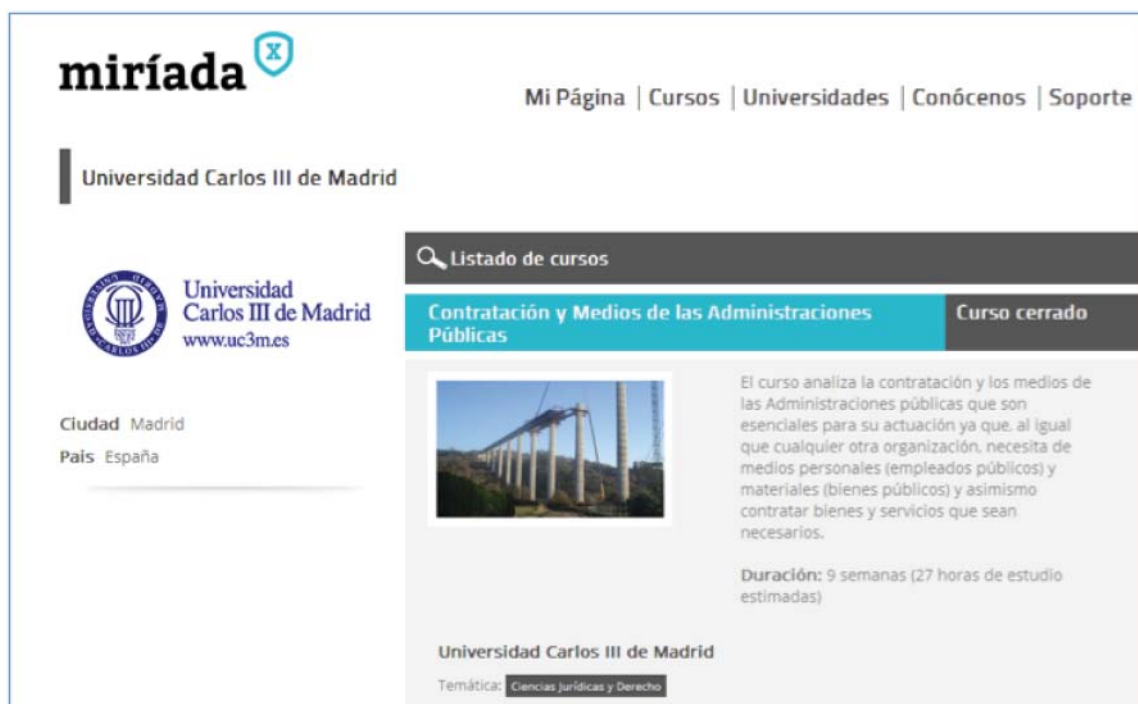 miríada X
Mi Página | Cursos | Universidades | Conócenos | Soporte
Universidad Carlos III de Madrid
Universidad
Carlos III de Madrid
www.uc3m.es
Ciudad Madrid
Pais España
Listado de cursos
Contratación y Medios de las Administraciones
Públicas
Curso cerrado
El curso analiza la contratación y los medios de
las Administraciones públicas que son
esenciales para su actuación ya que, al igual
que cualquier otra organización, necesita de
medios personales (empleados públicos) y
materiales (bienes públicos) y asimismo
contratar bienes y servicios que sean
necesarios.
Duración: 9 semanas (27 horas de estudio
estimadas)
Universidad Carlos III de Madrid
Temática: Ciencias Jurídicas y Derecho